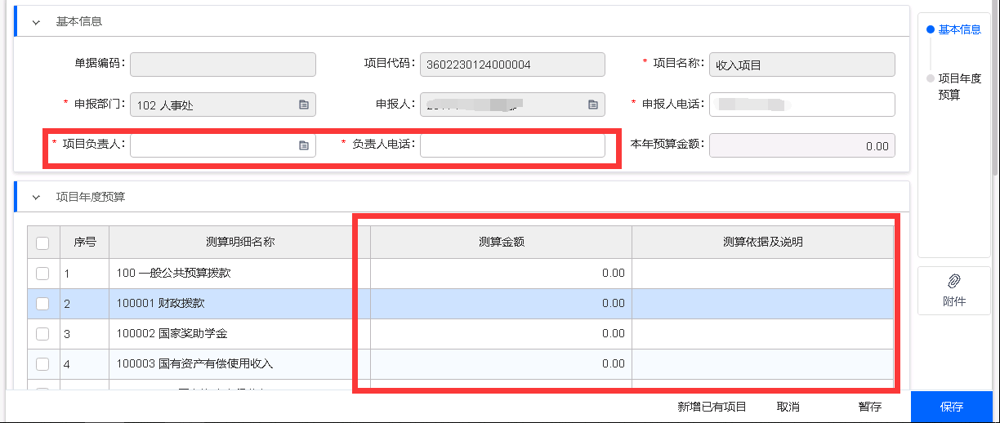 基本信息
单据编码：
项目代码： 3602230124000004
* 项目名称： 收入项目
* 申报部门： 102 人事处
申报人：
* 申报人电话：
* 项目负责人：
* 负责人电话：
本年预算金额： 0.00
项目年度预算
序号 测算明细名称 测算金额 测算依据及说明
1 100 一般公共预算拨款 0.00
2 100001 财政拨款 0.00
3 100002 国家奖助学金 0.00
4 100003 国有资产有偿使用收入 0.00
基本信息
项目年度
预算
附件
新增已有项目 取消 暂存 保存